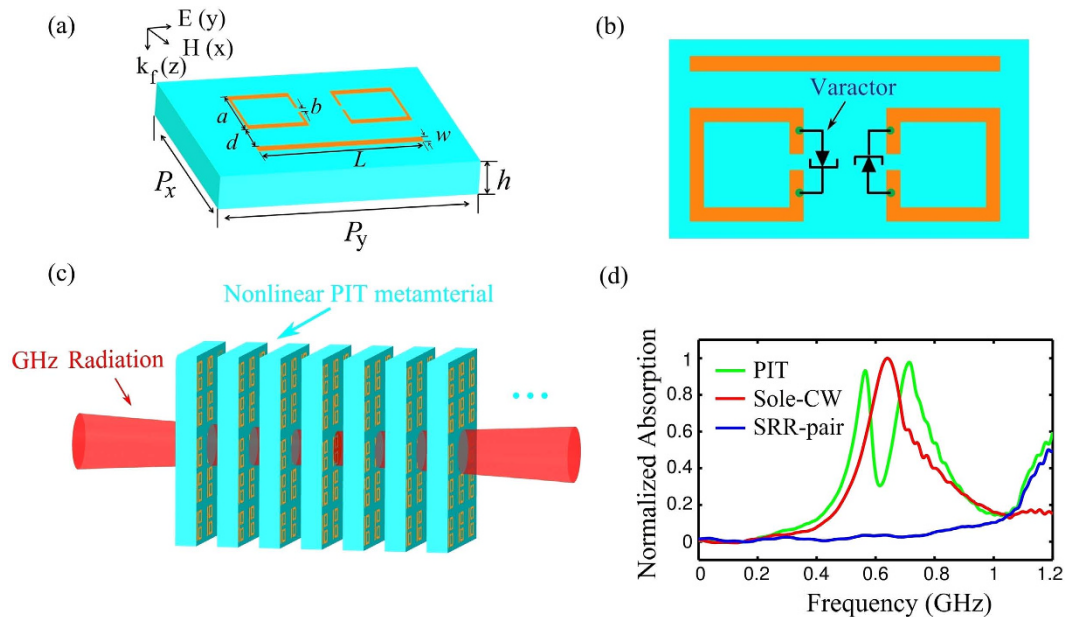 (a)
E (y)
H (x)
k_f (z)
a
b
d
w
L
P_x
P_y
h
(b)
Varactor
(c)
Nonlinear PIT metamterial
GHz Radiation
...
(d)
Normalized Absorption
1
0.8
0.6
0.4
0.2
0
PIT
Sole-CW
SRR-pair
0 0.2 0.4 0.6 0.8 1 1.2
Frequency (GHz)